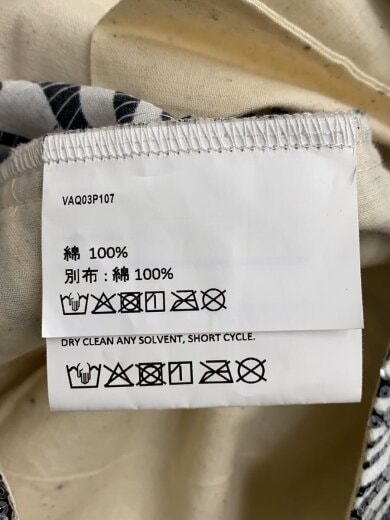 VAQ03P107
綿 100%
別布 : 綿 100%
DRY CLEAN ANY SOLVENT, SHORT CYCLE.